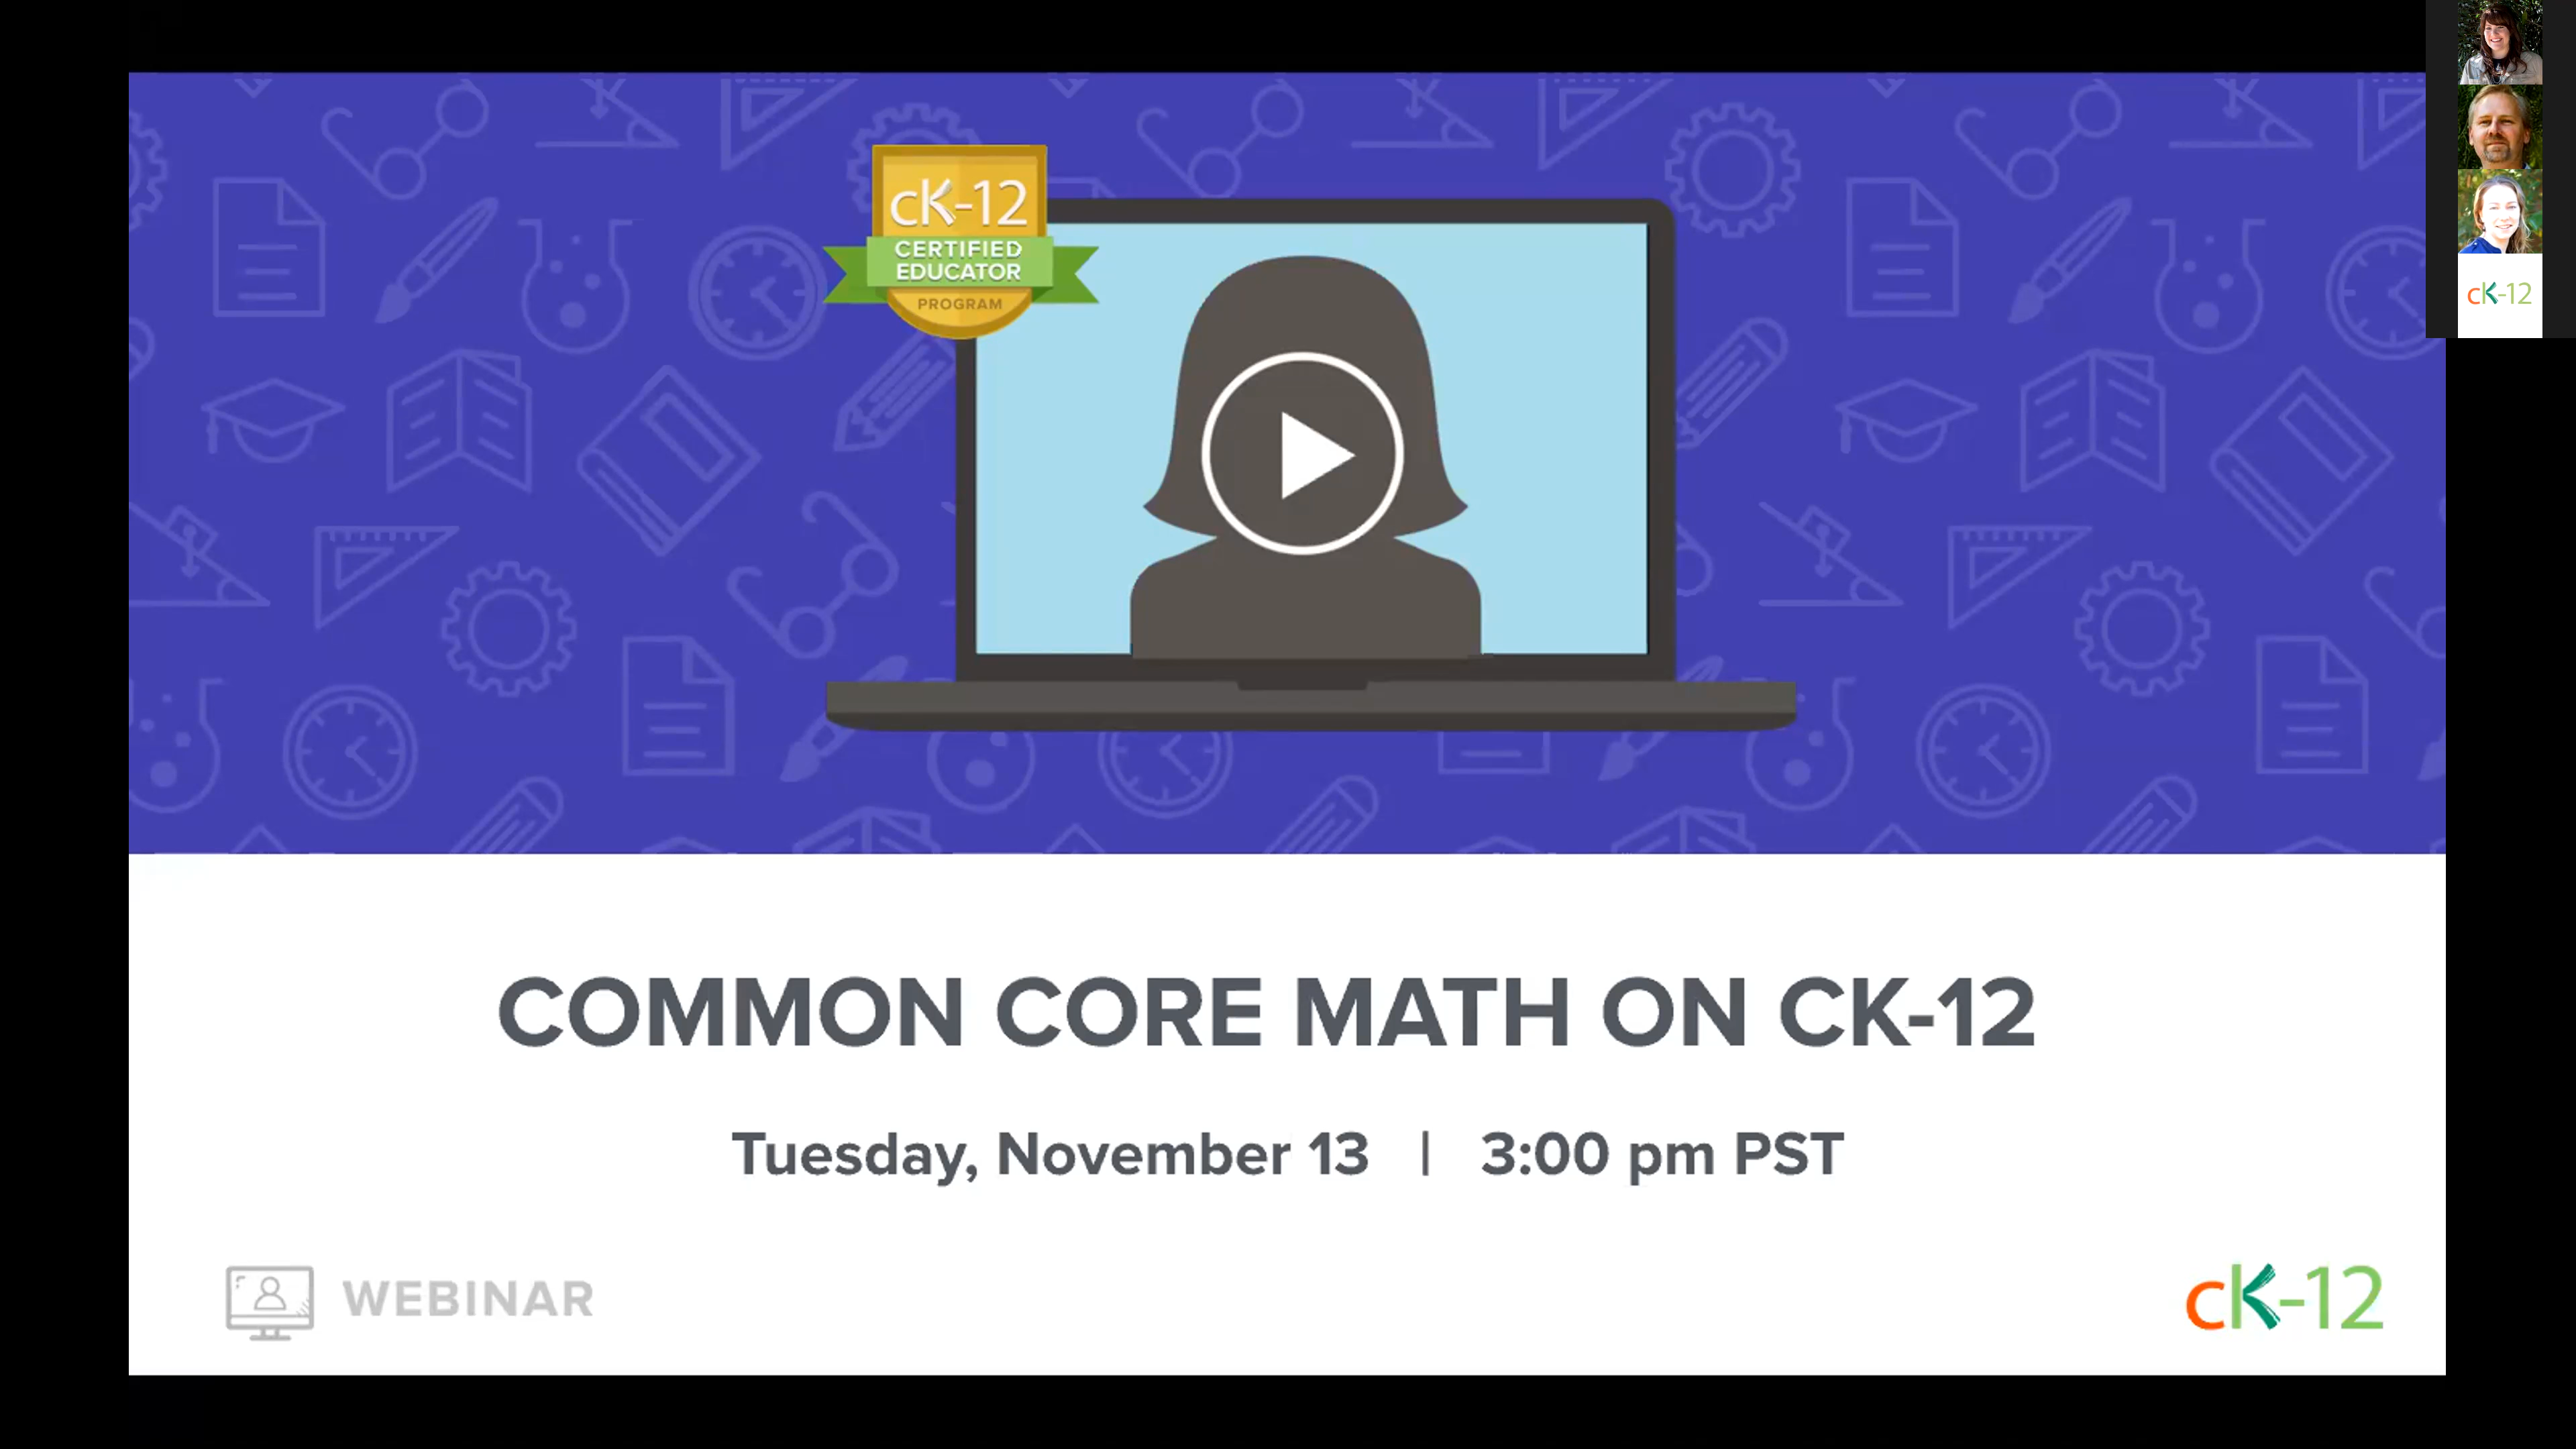 cK-12
CERTIFIED
EDUCATOR
PROGRAM
cK-12
COMMON CORE MATH ON CK-12
Tuesday, November 13 | 3:00 pm PST
WEBINAR
cK-12